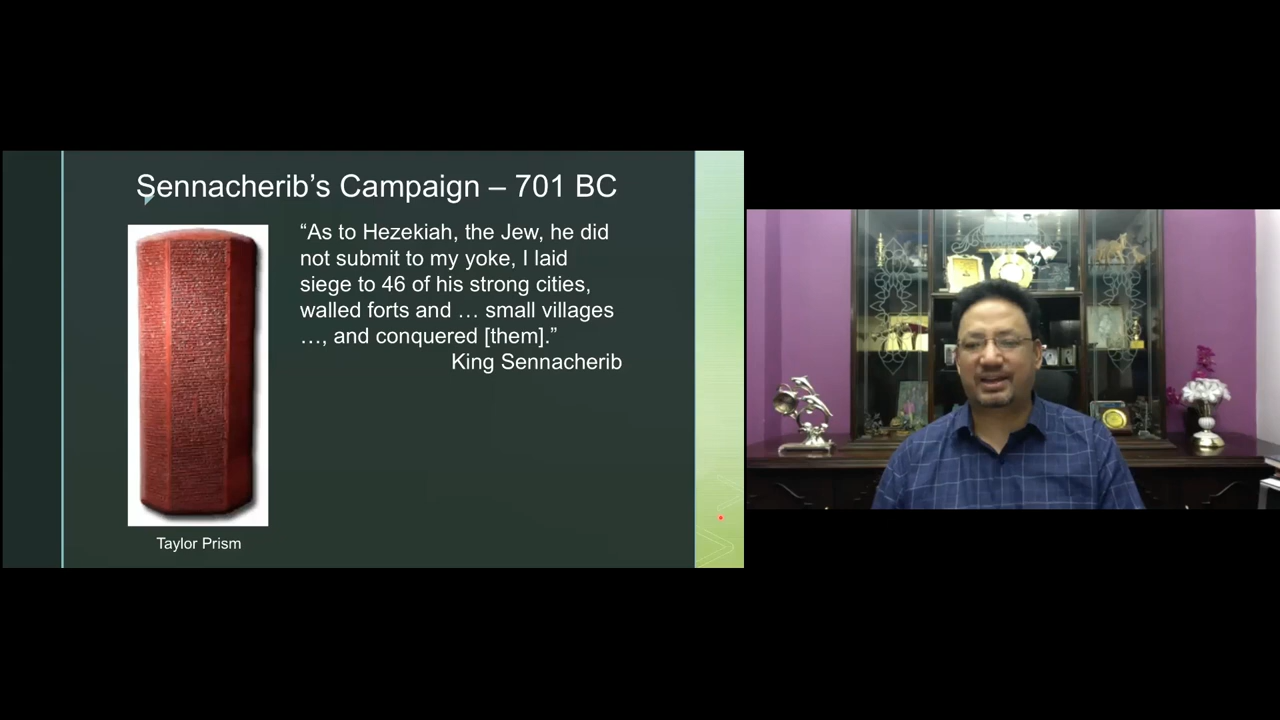 Sennacherib’s Campaign – 701 BC
“As to Hezekiah, the Jew, he did
not submit to my yoke, I laid
siege to 46 of his strong cities,
walled forts and … small villages
…, and conquered [them].”
King Sennacherib
Taylor Prism